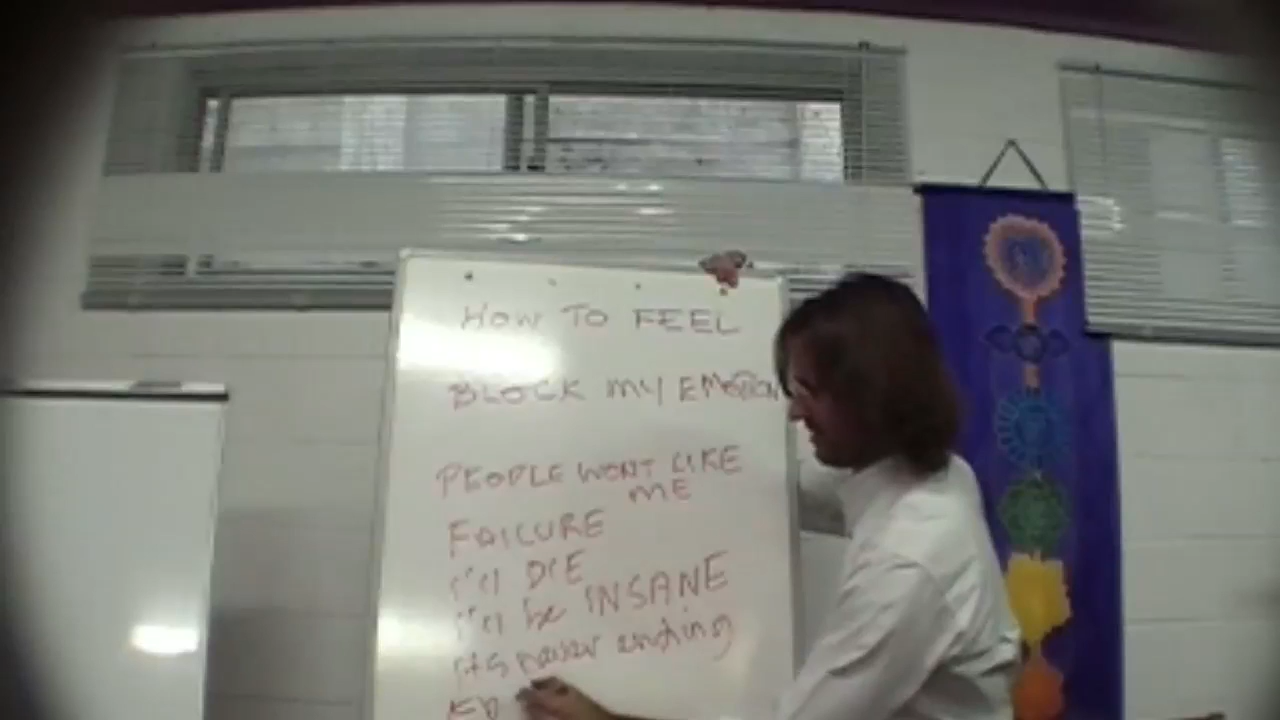 HOW TO FEEL
BLOCK MY EMOTION
PEOPLE WONT LIKE
ME
FAILURE
i'll DIE
i'll be INSANE
its never ending